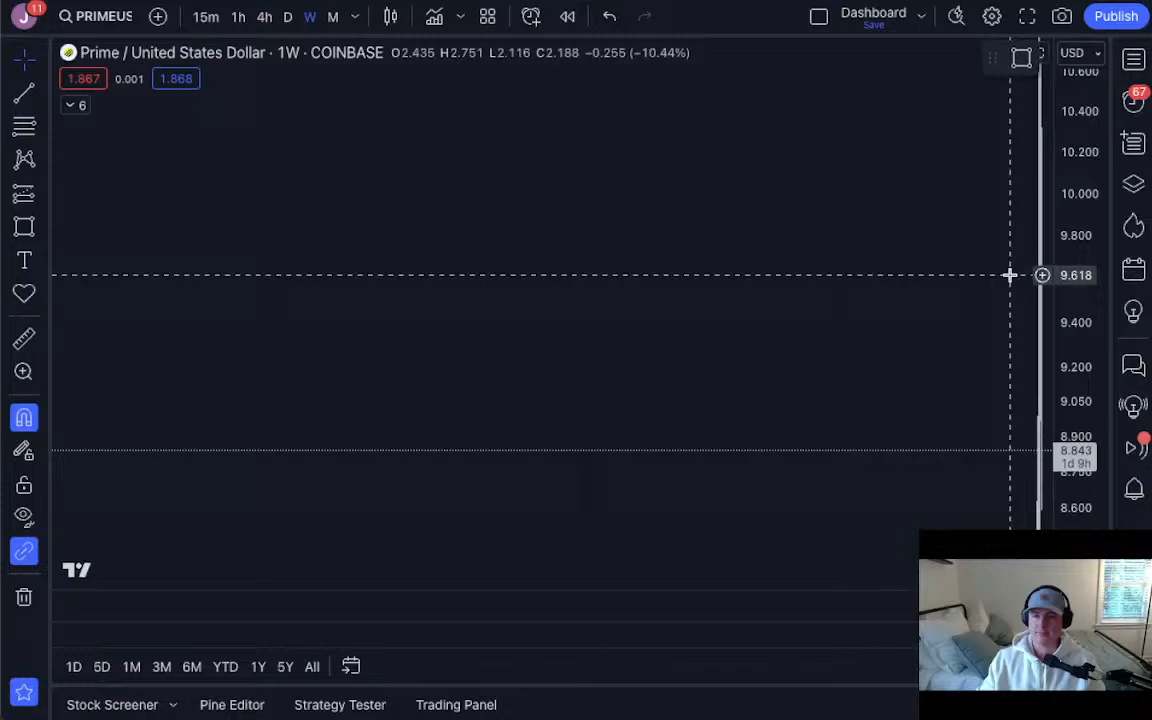 J
11
PRIMEUS
15m
1h
4h
D
W
M
Dashboard
Save
Publish
Prime / United States Dollar · 1W · COINBASE O2.435 H2.751 L2.116 C2.188 −0.255 (−10.44%)
USD
1.867
0.001
1.868
6
10.600
10.400
10.200
10.000
9.800
9.618
9.400
9.200
9.050
8.900
8.843
1d 9h
8.750
8.600
67
T
1D
5D
1M
3M
6M
YTD
1Y
5Y
All
Stock Screener
Pine Editor
Strategy Tester
Trading Panel